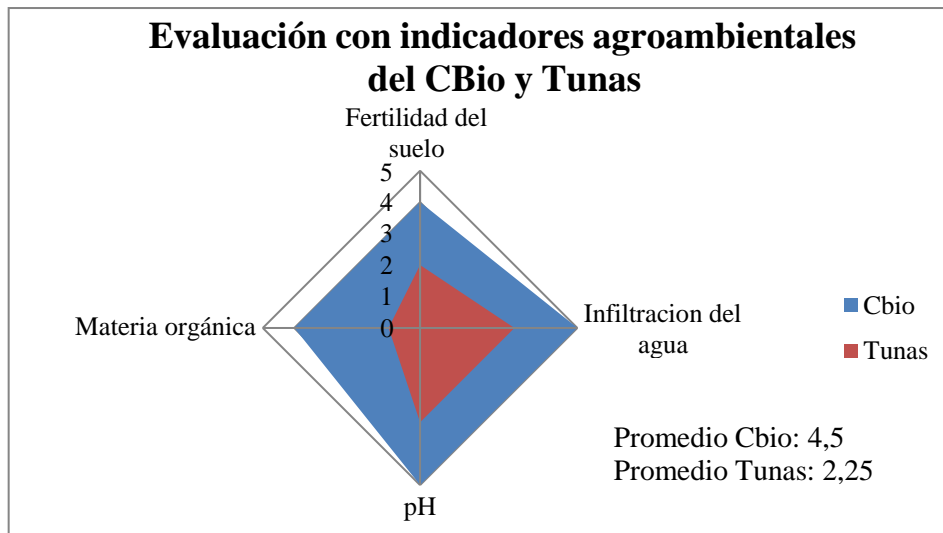 Evaluación con indicadores agroambientales
del CBio y Tunas
Fertilidad del
suelo
5
4
3
2
1
0
Materia orgánica
Infiltracion del
agua
pH
Cbio
Tunas
Promedio Cbio: 4,5
Promedio Tunas: 2,25